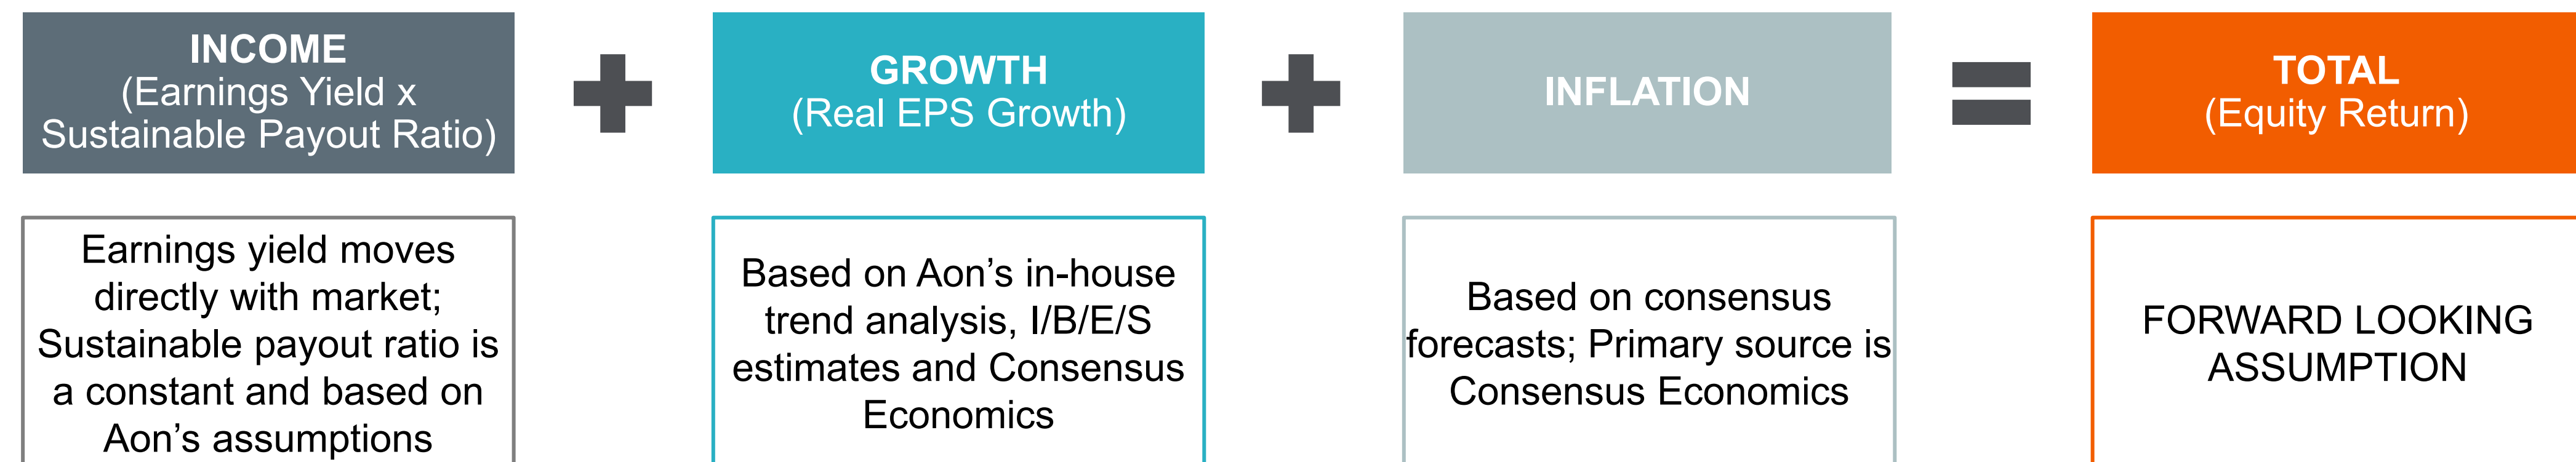 INCOME
(Earnings Yield x
Sustainable Payout Ratio)
GROWTH
(Real EPS Growth)
INFLATION
TOTAL
(Equity Return)
Earnings yield moves
directly with market;
Sustainable payout ratio is
a constant and based on
Aon’s assumptions
Based on Aon’s in-house
trend analysis, I/B/E/S
estimates and Consensus
Economics
Based on consensus
forecasts; Primary source is
Consensus Economics
FORWARD LOOKING
ASSUMPTION